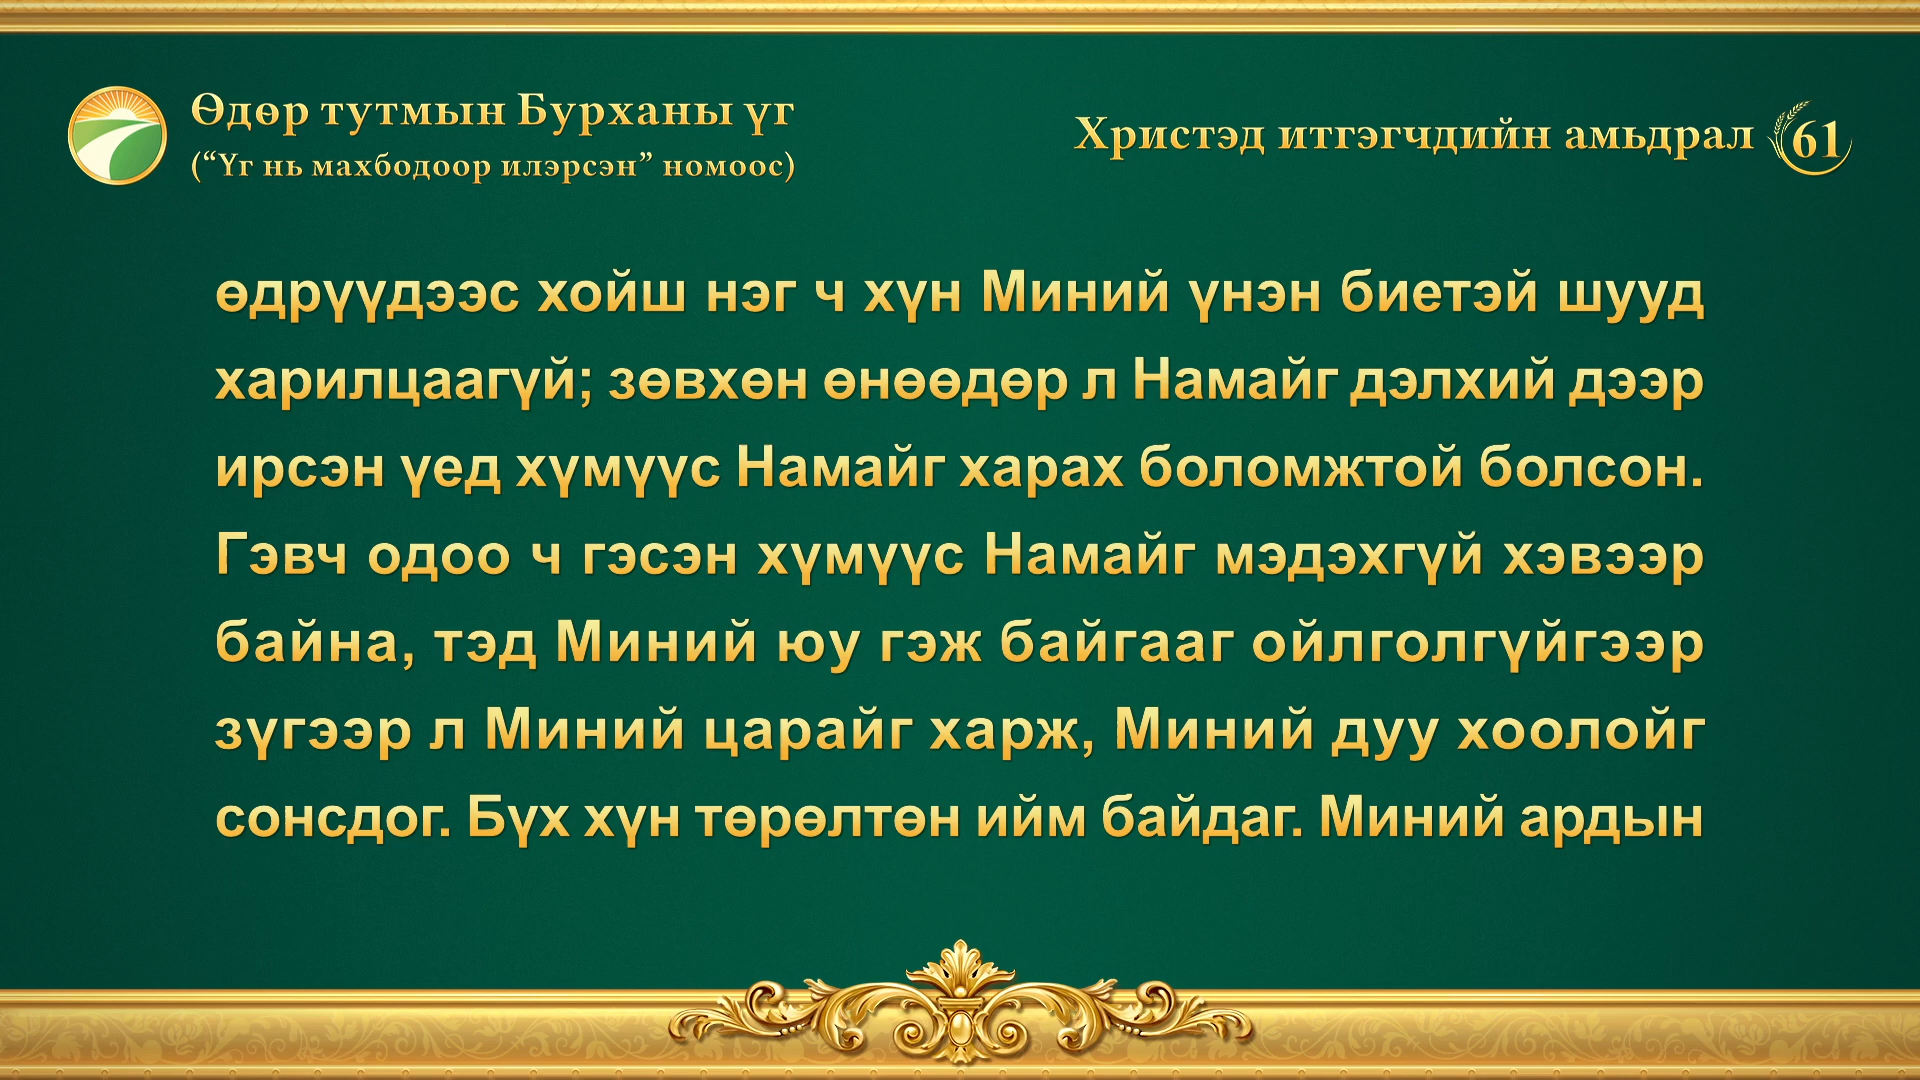 Өдөр тутмын Бурханы үг
(“Үг нь махбодоор илэрсэн” номоос)
Христэд итгэгчдийн амьдрал 61
өдрүүдээс хойш нэг ч хүн Миний үнэн биетэй шууд
харилцаагүй; зөвхөн өнөөдөр л Намайг дэлхий дээр
ирсэн үед хүмүүс Намайг харах боломжтой болсон.
Гэвч одоо ч гэсэн хүмүүс Намайг мэдэхгүй хэвээр
байна, тэд Миний юу гэж байгааг ойлголгүйгээр
зүгээр л Миний царайг харж, Миний дуу хоолойг
сонсдог. Бүх хүн төрөлтөн ийм байдаг. Миний ардын